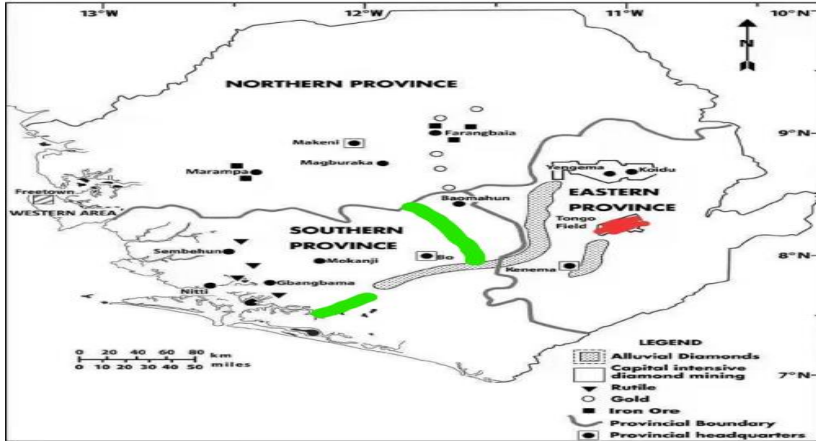 13°W
12°W
11°W
10°N
N
NORTHERN PROVINCE
Farangbaia
9°N
Makeni
Magburaka
Marampa
Yengema
Koidu
Freetown
WESTERN AREA
Baomahun
EASTERN
PROVINCE
Tongo
Field
SOUTHERN
PROVINCE
Sembehun
Mokanji
Bo
8°N
Kenema
Nitti
Gbangbama
LEGEND
Alluvial Diamonds
Capital intensive
diamond mining
Rutile
Gold
Iron Ore
Provincial Boundary
Provincial headquarters
0 20 40 60 80
km
0 10 20 30 40 50
miles
7°N